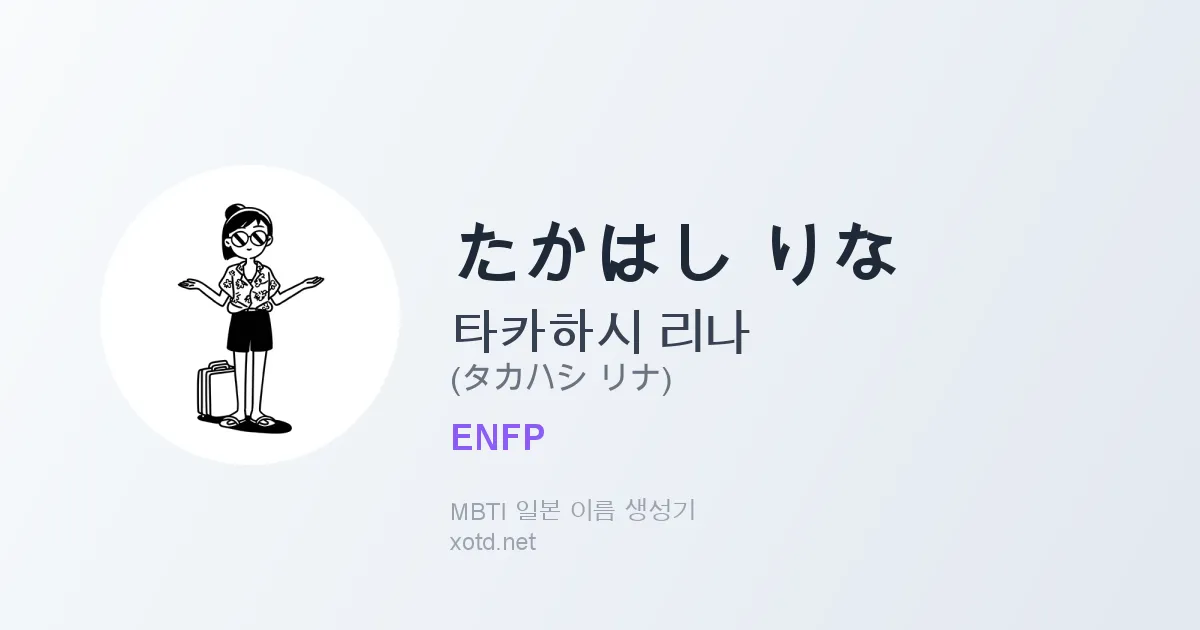 たかはし りな
타카하시 리나
(タカハシ リナ)
ENFP
MBTI 일본 이름 생성기
xotd.net